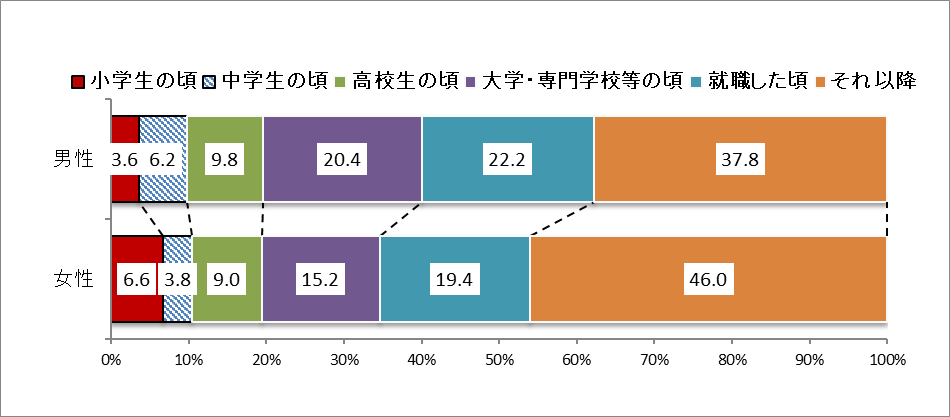 小学生の頃 中学生の頃 高校生の頃 大学・専門学校等の頃 就職した頃 それ以降
男性 3.6 6.2 9.8 20.4 22.2 37.8
女性 6.6 3.8 9.0 15.2 19.4 46.0
0% 10% 20% 30% 40% 50% 60% 70% 80% 90% 100%